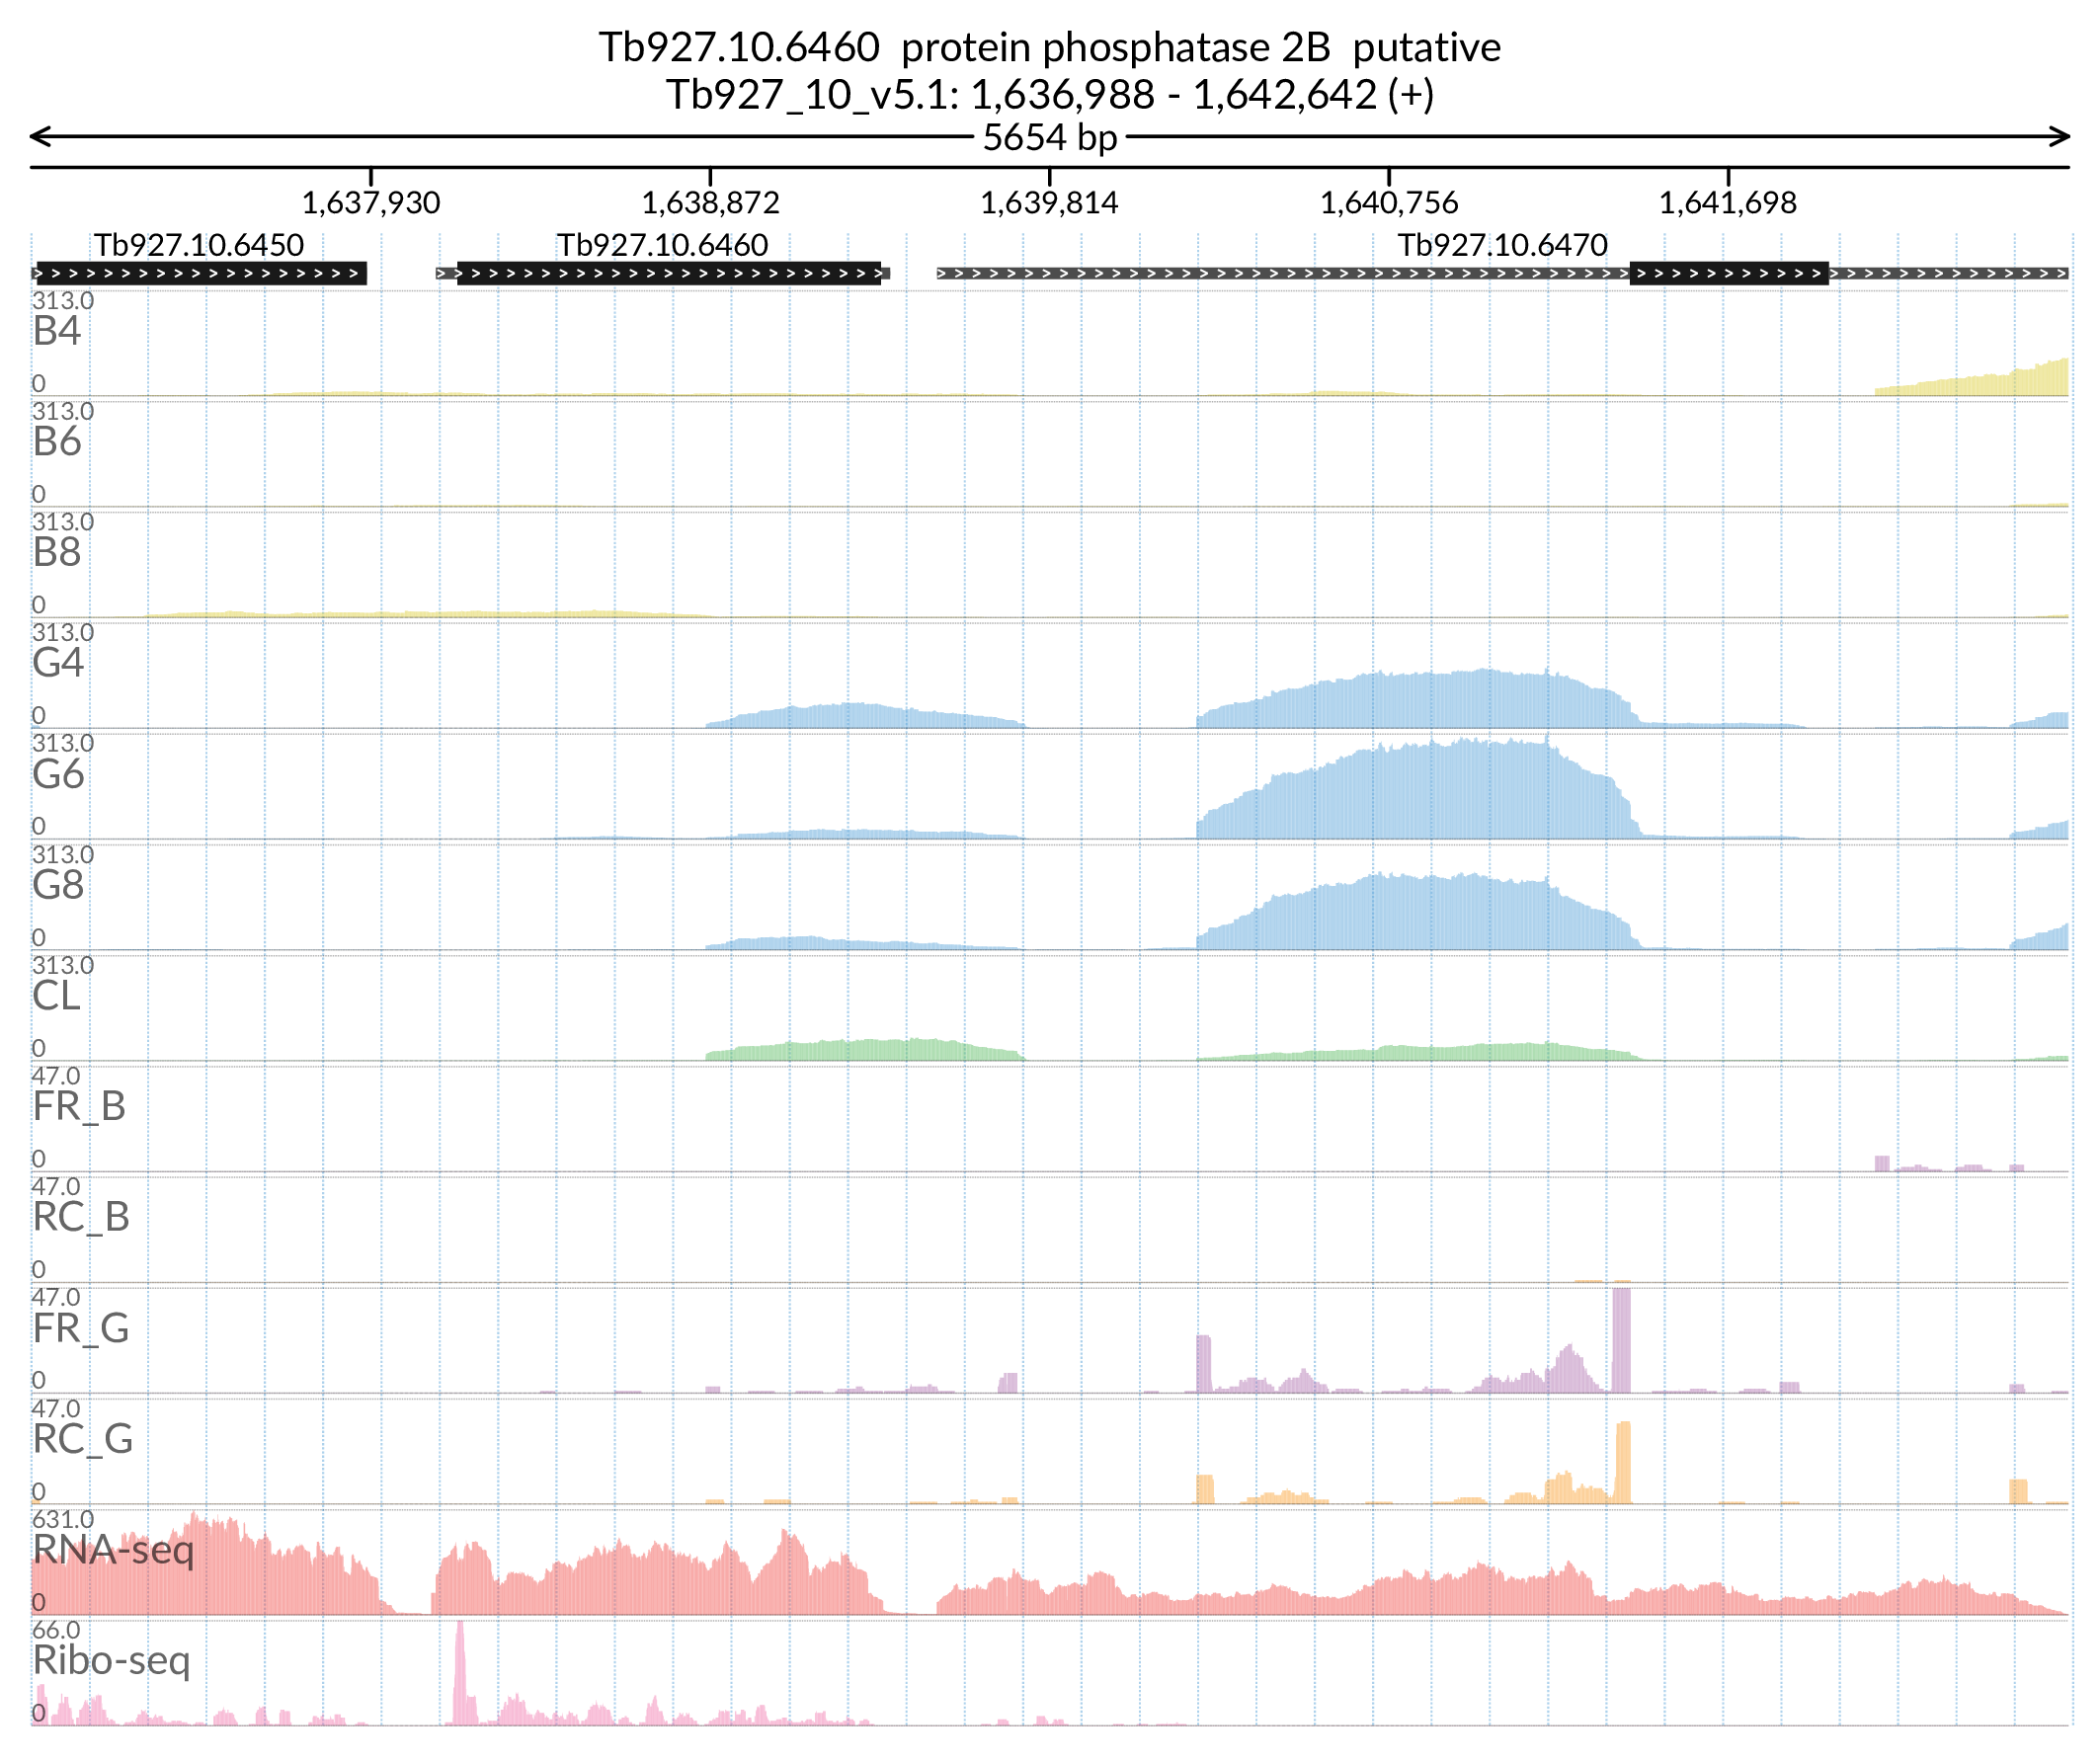 Tb927.10.6460  protein phosphatase 2B  putative
Tb927_10_v5.1: 1,636,988 - 1,642,642 (+)
5654 bp
1,637,930 1,638,872 1,639,814 1,640,756 1,641,698
Tb927.10.6450 Tb927.10.6460 Tb927.10.6470
313.0
B4
0
313.0
B6
0
313.0
B8
0
313.0
G4
0
313.0
G6
0
313.0
G8
0
313.0
CL
0
47.0
FR_B
0
47.0
RC_B
0
47.0
FR_G
0
47.0
RC_G
0
631.0
RNA-seq
0
66.0
Ribo-seq
0